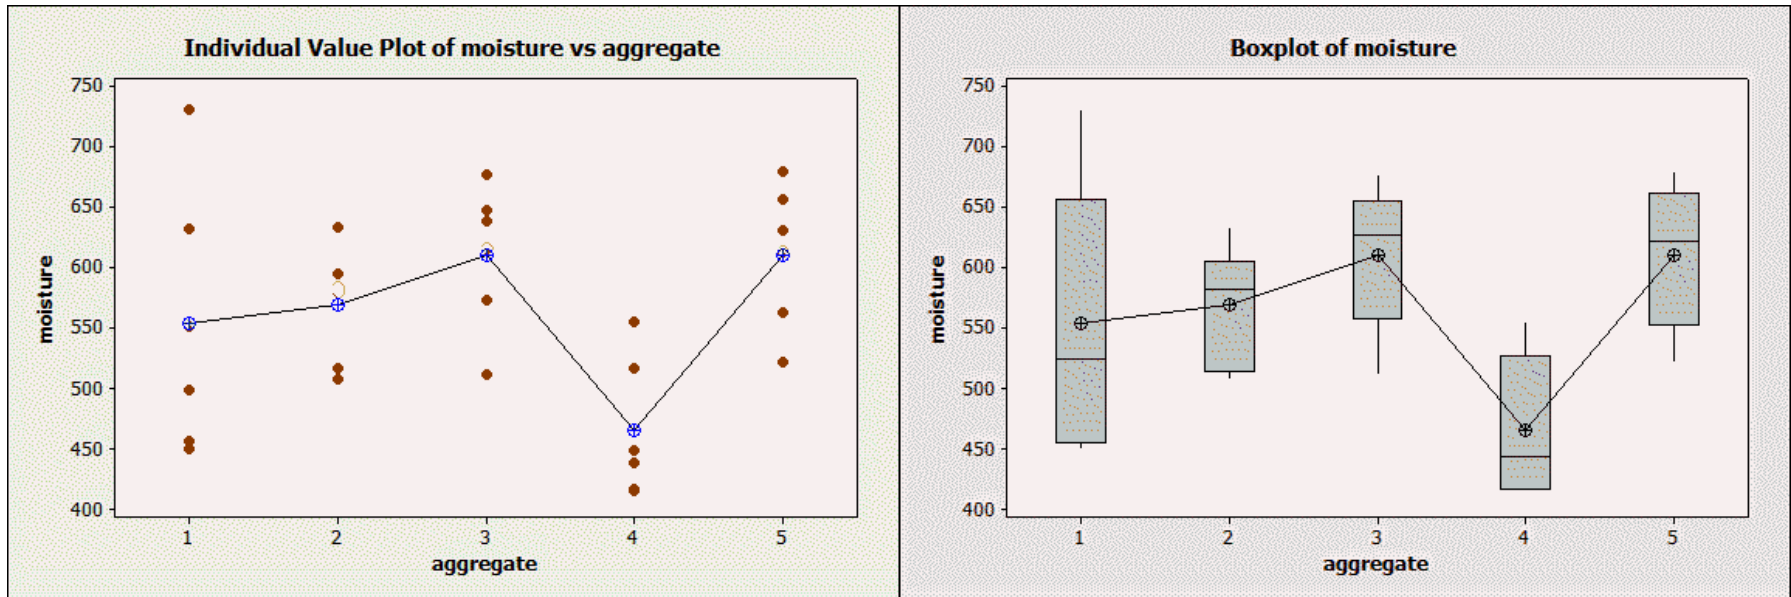 Individual Value Plot of moisture vs aggregate
750
700
650
600
550
500
450
400
moisture
1 2 3 4 5
aggregate
Boxplot of moisture
750
700
650
600
550
500
450
400
moisture
1 2 3 4 5
aggregate